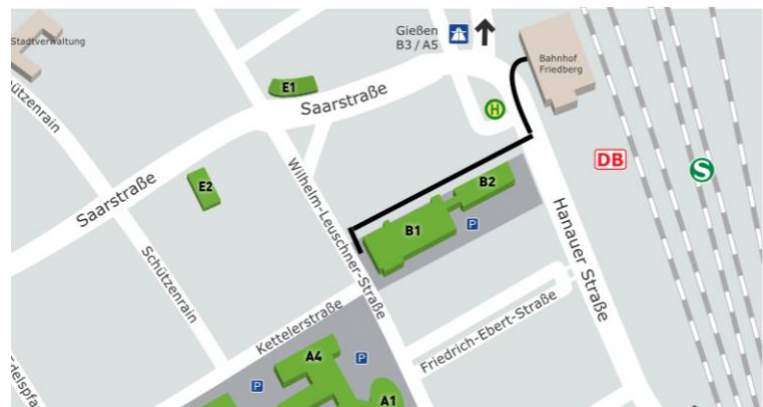 Stadtverwaltung
Gießen
B3 / A5
Bahnhof
Friedberg
Schützenrain
E1
Saarstraße
H
DB
S
E2
Saarstraße
Wilhelm-Leuschner-Straße
B2
P
B1
Hanauer Straße
Schützenrain
Kettelerstraße
Friedrich-Ebert-Straße
A4
P
P
A1